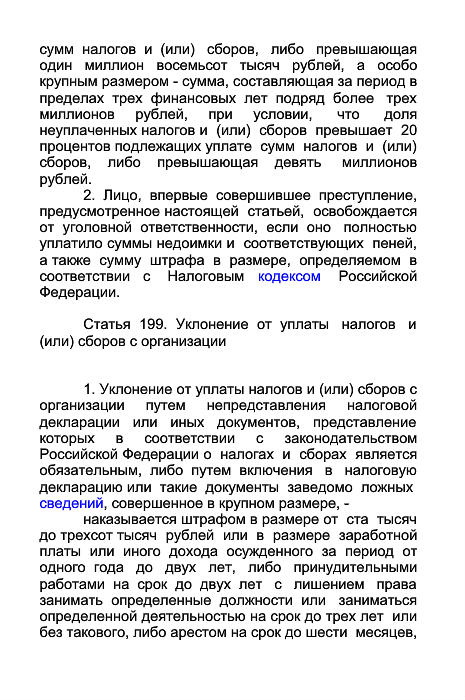 сумм налогов и (или) сборов, либо превышающая
один миллион восемьсот тысяч рублей, а особо
крупным размером - сумма, составляющая за период в
пределах трех финансовых лет подряд более трех
миллионов рублей, при условии, что доля
неуплаченных налогов и (или) сборов превышает 20
процентов подлежащих уплате сумм налогов и (или)
сборов, либо превышающая девять миллионов
рублей.
2. Лицо, впервые совершившее преступление,
предусмотренное настоящей статьей, освобождается
от уголовной ответственности, если оно полностью
уплатило суммы недоимки и соответствующих пеней,
а также сумму штрафа в размере, определяемом в
соответствии с Налоговым кодексом Российской
Федерации.
Статья 199. Уклонение от уплаты налогов и
(или) сборов с организации
1. Уклонение от уплаты налогов и (или) сборов с
организации путем непредставления налоговой
декларации или иных документов, представление
которых в соответствии с законодательством
Российской Федерации о налогах и сборах является
обязательным, либо путем включения в налоговую
декларацию или такие документы заведомо ложных
сведений, совершенное в крупном размере, -
наказывается штрафом в размере от ста тысяч
до трехсот тысяч рублей или в размере заработной
платы или иного дохода осужденного за период от
одного года до двух лет, либо принудительными
работами на срок до двух лет с лишением права
занимать определенные должности или заниматься
определенной деятельностью на срок до трех лет или
без такового, либо арестом на срок до шести месяцев,